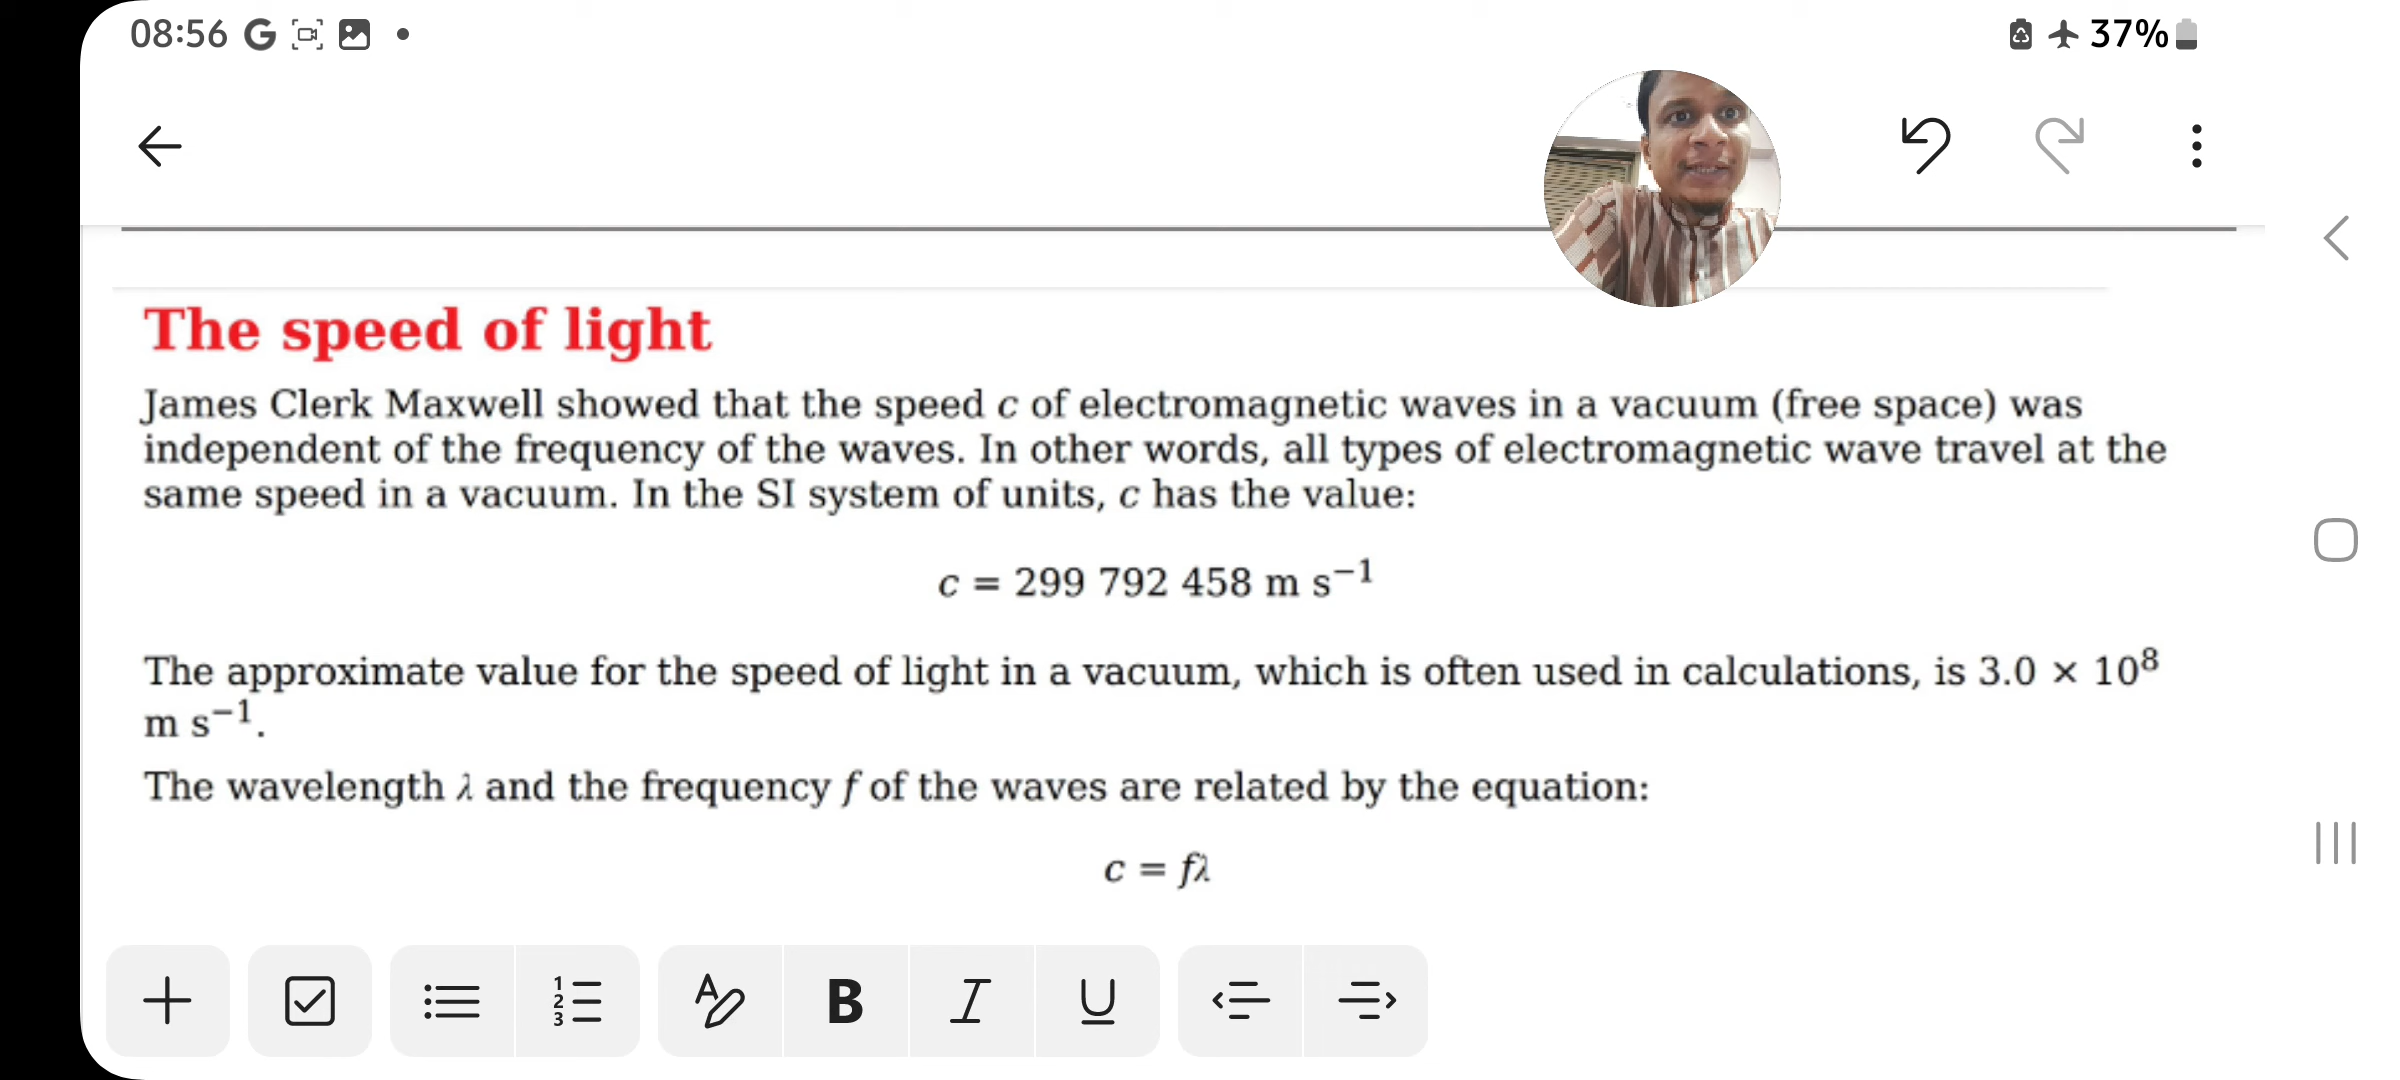 08:56 G 37%
The speed of light
James Clerk Maxwell showed that the speed c of electromagnetic waves in a vacuum (free space) was
independent of the frequency of the waves. In other words, all types of electromagnetic wave travel at the
same speed in a vacuum. In the SI system of units, c has the value:
c = 299 792 458 m s⁻¹
The approximate value for the speed of light in a vacuum, which is often used in calculations, is 3.0 × 10⁸
m s⁻¹.
The wavelength λ and the frequency f of the waves are related by the equation:
c = fλ
1 2 3 A B I U